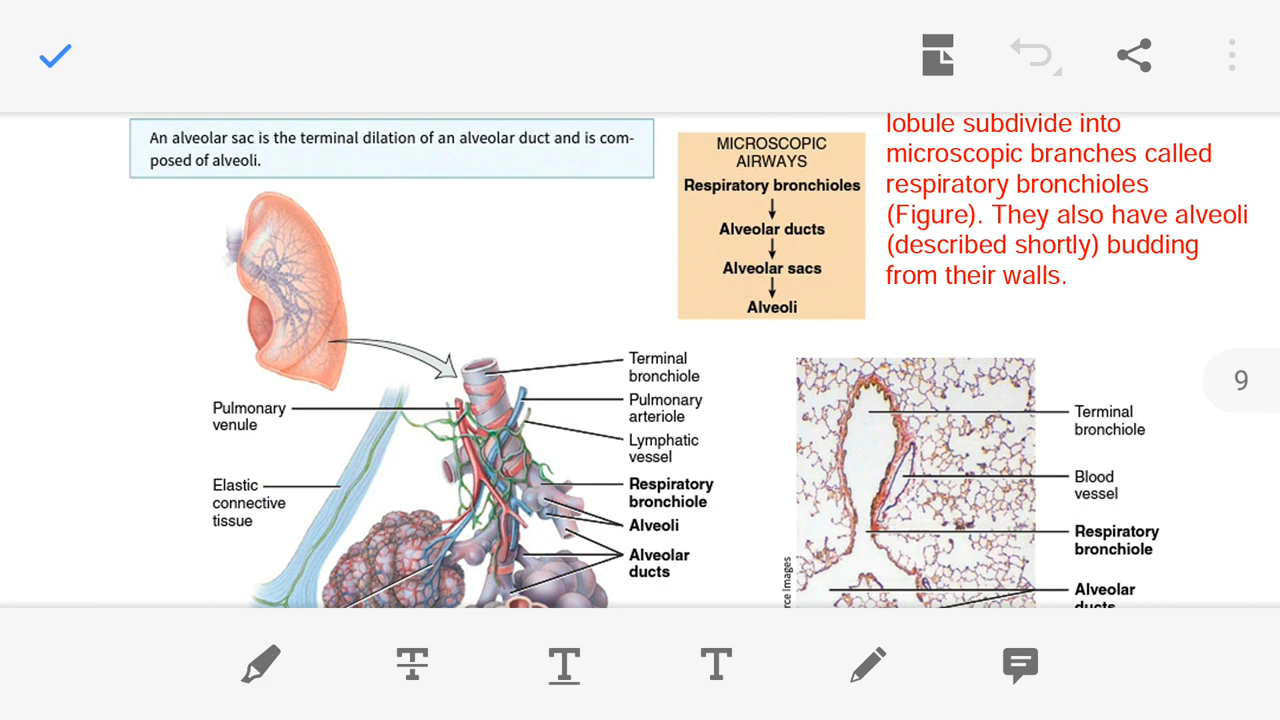 An alveolar sac is the terminal dilation of an alveolar duct and is com-
posed of alveoli.
MICROSCOPIC
AIRWAYS
Respiratory bronchioles
Alveolar ducts
Alveolar sacs
Alveoli
lobule subdivide into
microscopic branches called
respiratory bronchioles
(Figure). They also have alveoli
(described shortly) budding
from their walls.
Pulmonary
venule
Elastic
connective
tissue
Terminal
bronchiole
Pulmonary
arteriole
Lymphatic
vessel
Respiratory
bronchiole
Alveoli
Alveolar
ducts
Terminal
bronchiole
Blood
vessel
Respiratory
bronchiole
Alveolar
ducts
rce Images
9
T
T
T